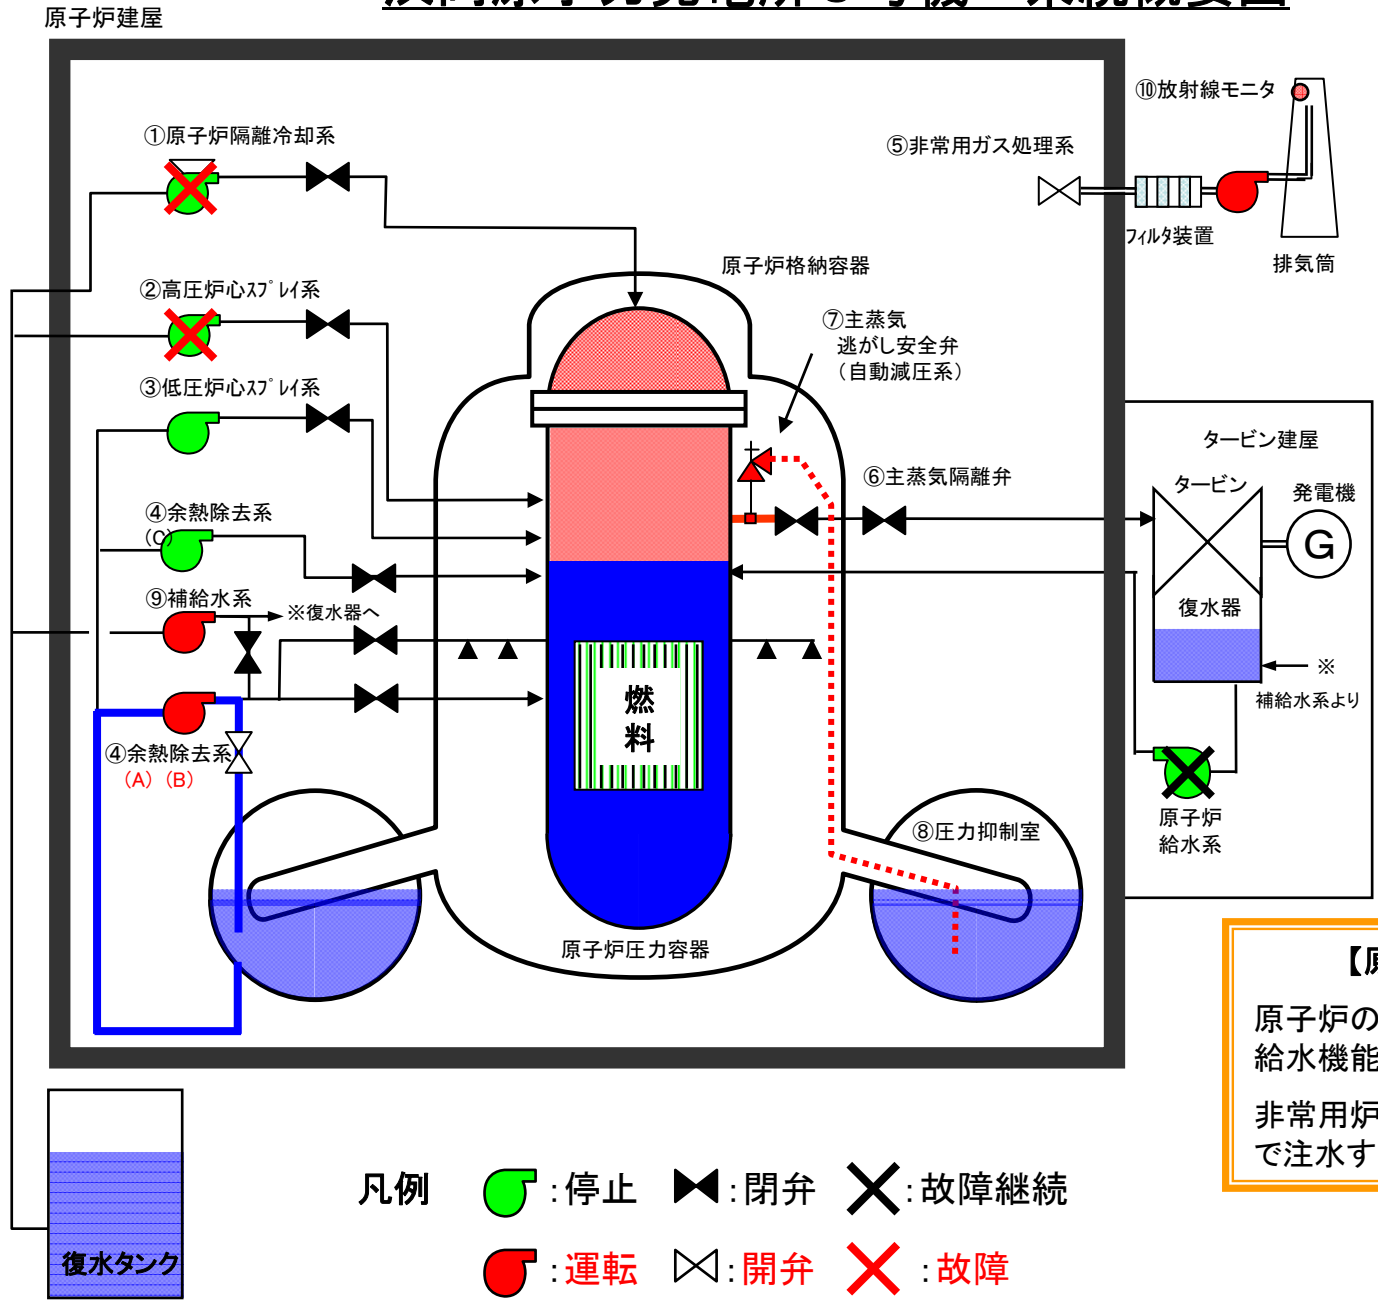 原子炉建屋
⑩放射線モニタ
①原子炉隔離冷却系
⑤非常用ガス処理系
フィルタ装置
排気筒
原子炉格納容器
②高圧炉心スプレイ系
⑦主蒸気
逃がし安全弁
(自動減圧系)
③低圧炉心スプレイ系
タービン建屋
⑥主蒸気隔離弁
タービン
発電機
G
④余熱除去系
(C)
⑨補給水系
※復水器へ
復水器
※
補給水系より
燃
料
④余熱除去系
(A) (B)
原子炉
給水系
⑧圧力抑制室
原子炉圧力容器
原子炉の
給水機能
非常用炉
で注水す
復水タンク
凡例
:停止
:閉弁
:故障継続
:運転
:開弁
:故障